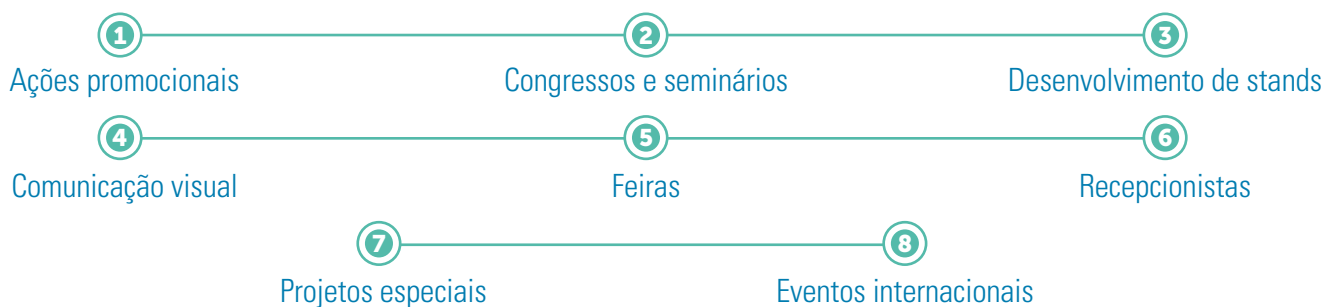 1 2 3
Ações promocionais Congressos e seminários Desenvolvimento de stands
4 5 6
Comunicação visual Feiras Recepcionistas
7 8
Projetos especiais Eventos internacionais